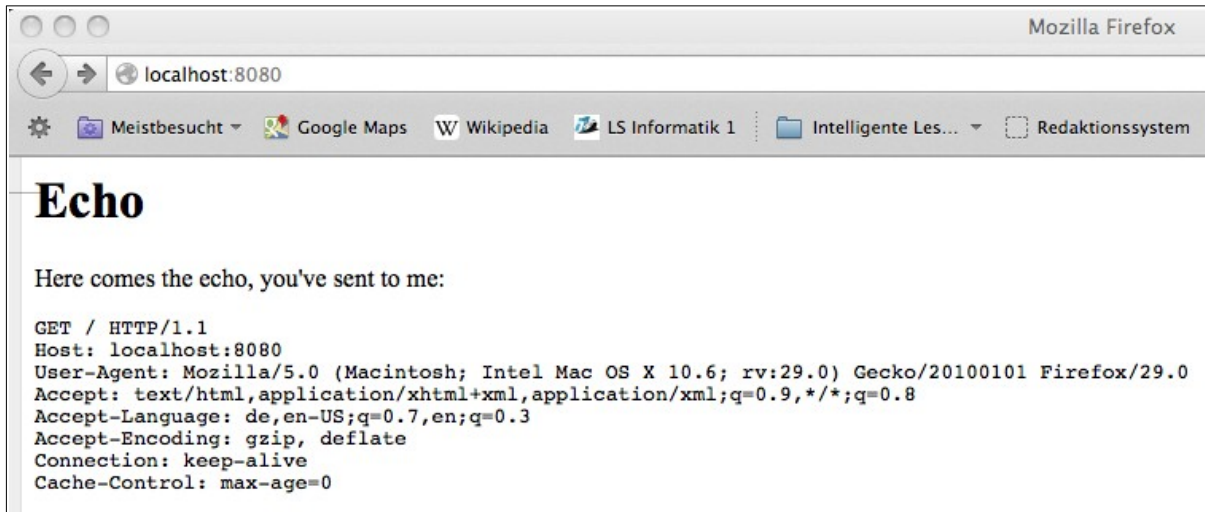 Mozilla Firefox
localhost:8080
Meistbesucht Google Maps W Wikipedia LS Informatik 1 Intelligente Les... Redaktionssystem
Echo
Here comes the echo, you've sent to me:
GET / HTTP/1.1
Host: localhost:8080
User-Agent: Mozilla/5.0 (Macintosh; Intel Mac OS X 10.6; rv:29.0) Gecko/20100101 Firefox/29.0
Accept: text/html,application/xhtml+xml,application/xml;q=0.9,*/*;q=0.8
Accept-Language: de,en-US;q=0.7,en;q=0.3
Accept-Encoding: gzip, deflate
Connection: keep-alive
Cache-Control: max-age=0